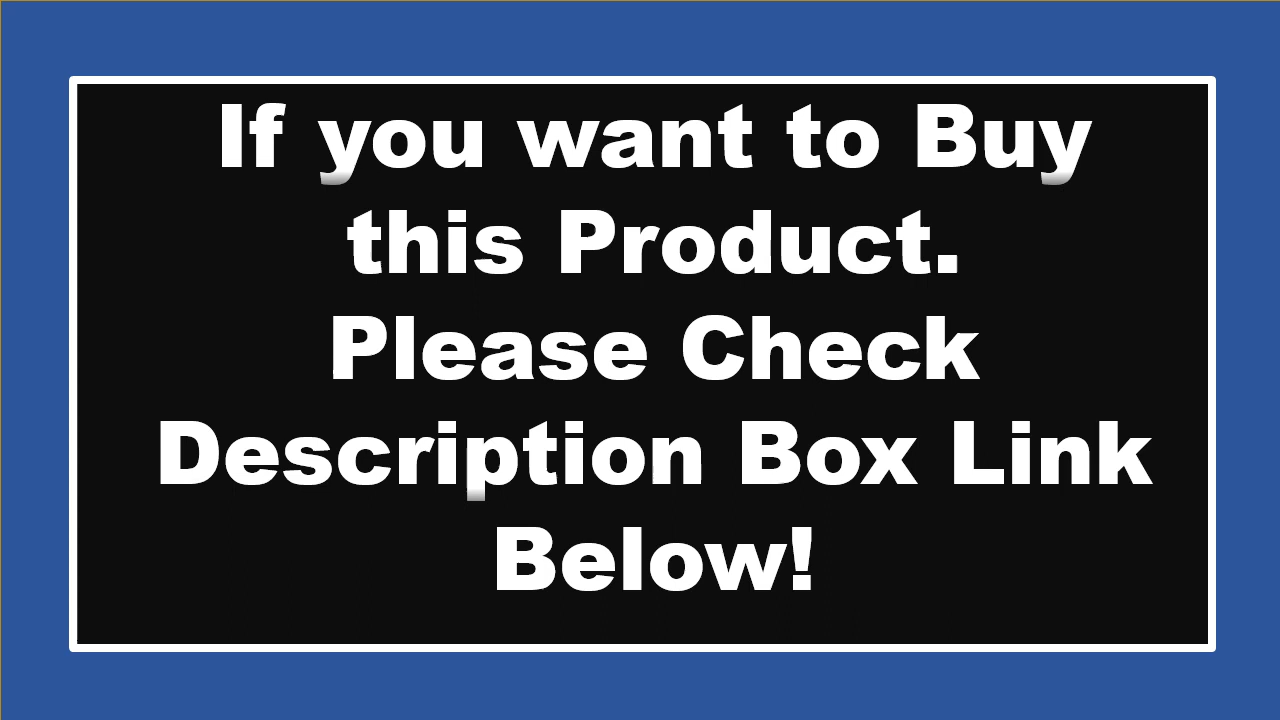 If you want to Buy
this Product.
Please Check
Description Box Link
Below!